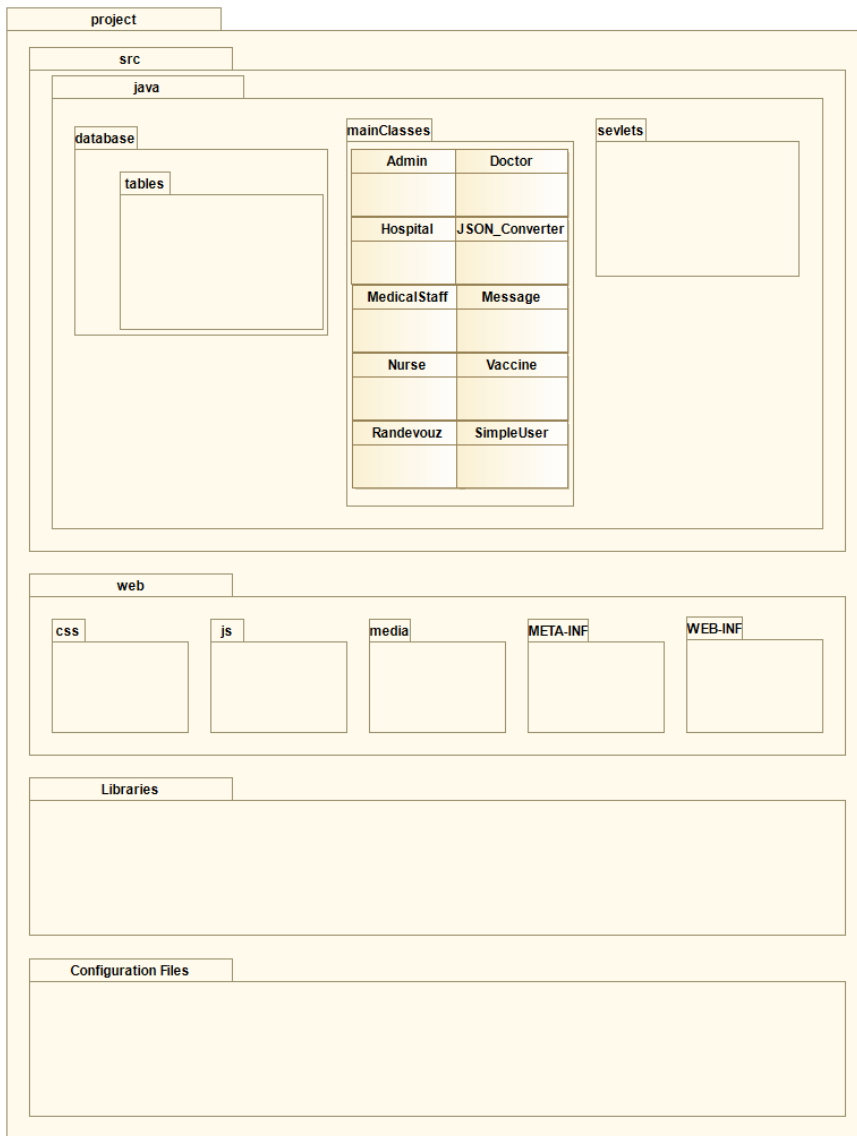 project
src
java
database
tables
mainClasses
Admin
Doctor
Hospital
JSON_Converter
MedicalStaff
Message
Nurse
Vaccine
Randevouz
SimpleUser
sevlets
web
css
js
media
META-INF
WEB-INF
Libraries
Configuration Files